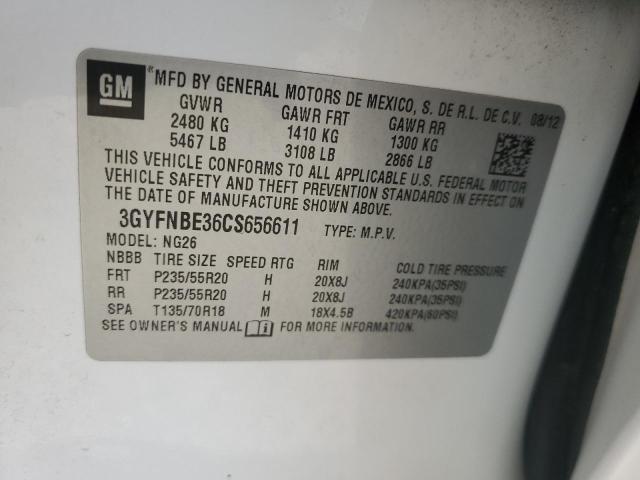 GM ® MFD BY GENERAL MOTORS DE MEXICO, S. DE R.L. DE C.V. 08/12
GVWR GAWR FRT GAWR RR
2480 KG 1410 KG 1300 KG
5467 LB 3108 LB 2866 LB
THIS VEHICLE CONFORMS TO ALL APPLICABLE U.S. FEDERAL MOTOR
VEHICLE SAFETY AND THEFT PREVENTION STANDARDS IN EFFECT ON
THE DATE OF MANUFACTURE SHOWN ABOVE.
3GYFNBE36CS656611 TYPE: M.P.V.
MODEL: NG26
NBBB TIRE SIZE SPEED RTG RIM COLD TIRE PRESSURE
FRT P235/55R20 H 20X8J 240KPA(35PSI)
RR P235/55R20 H 20X8J 240KPA(35PSI)
SPA T135/70R18 M 18X4.5B 420KPA(60PSI)
SEE OWNER'S MANUAL FOR MORE INFORMATION.